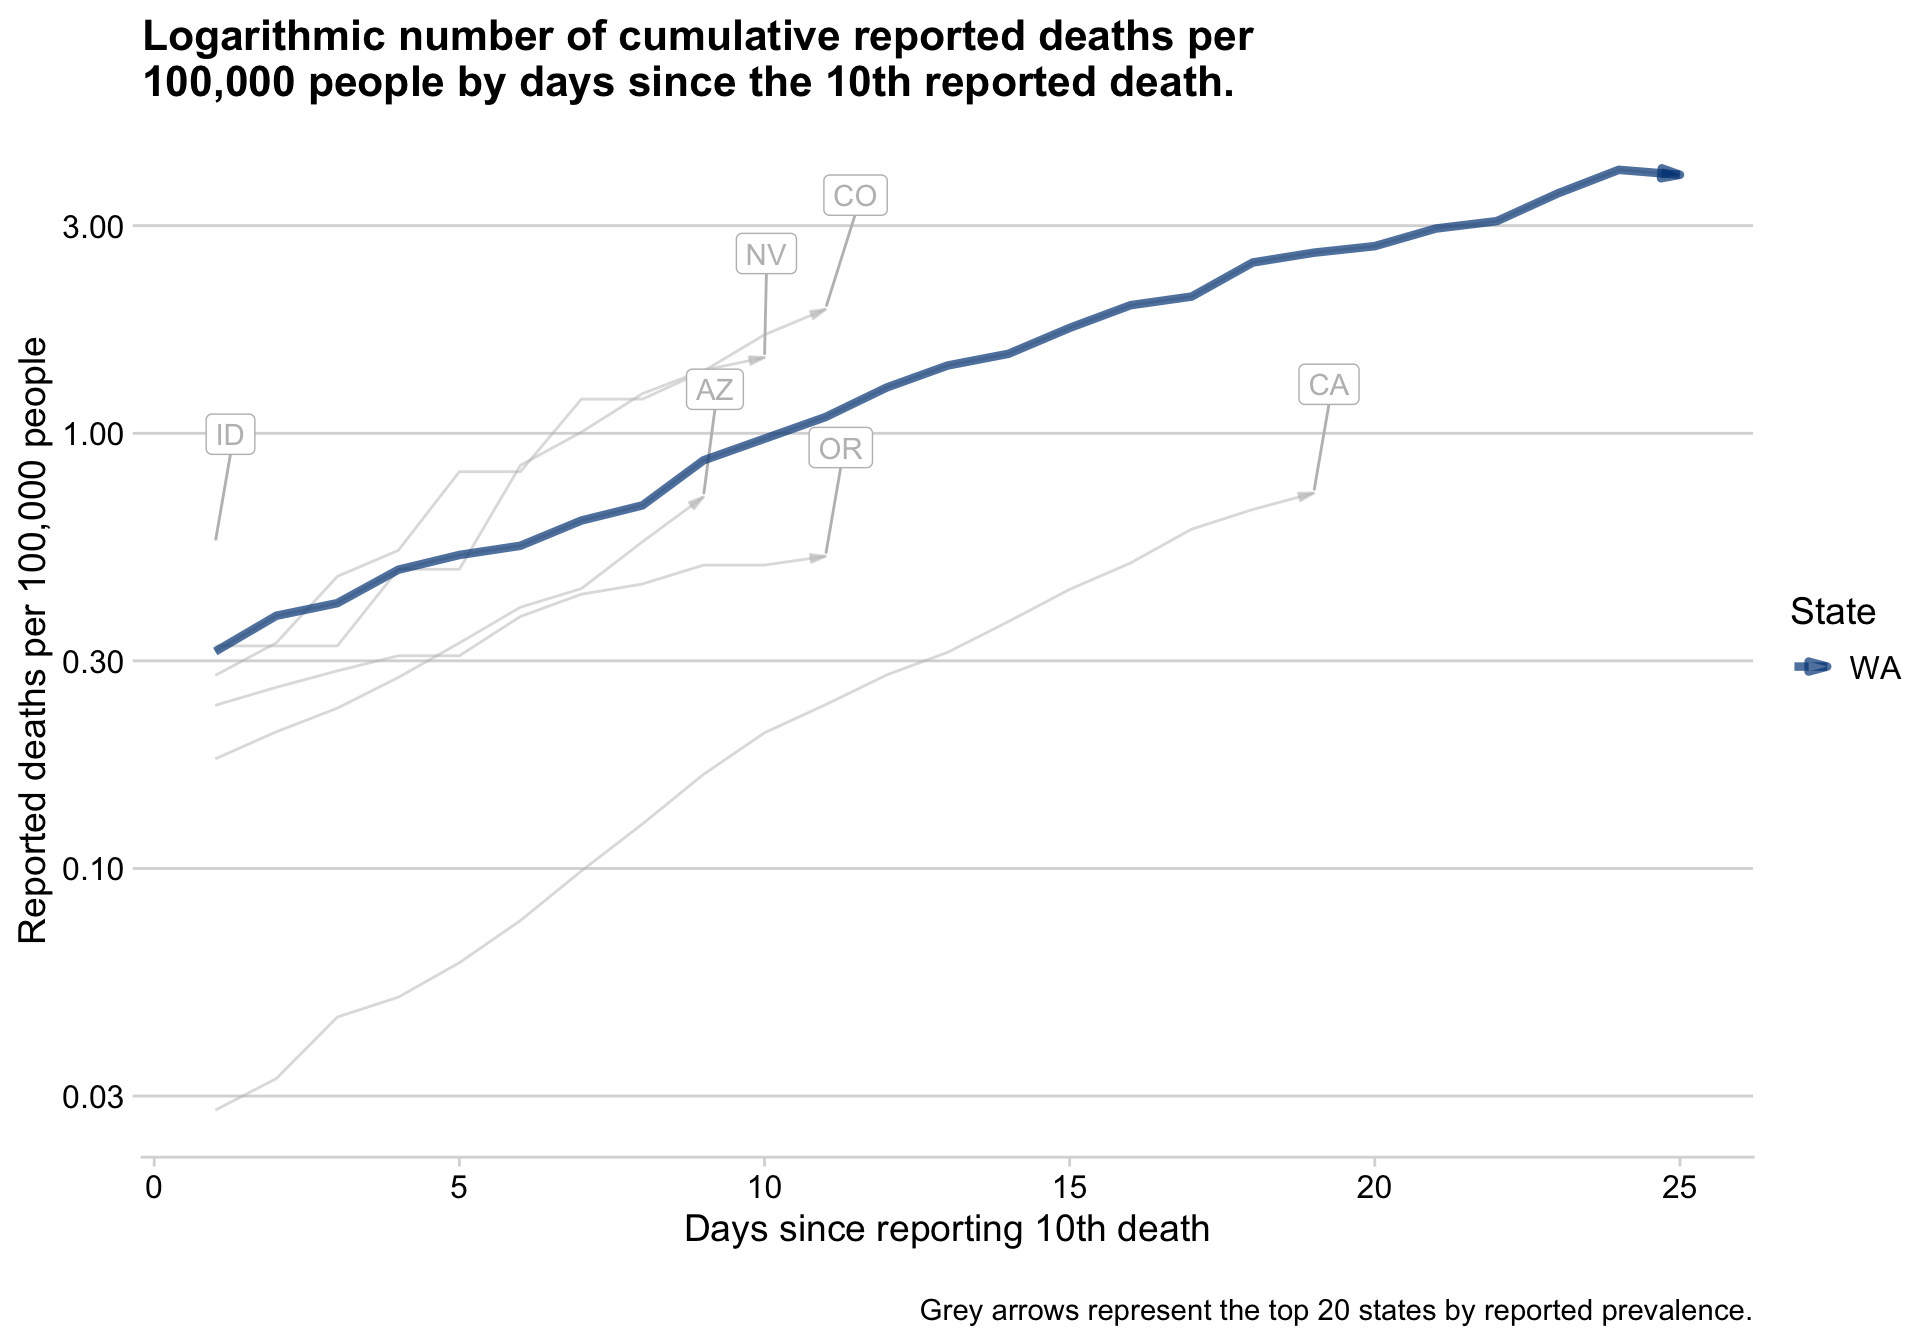 Logarithmic number of cumulative reported deaths per
100,000 people by days since the 10th reported death.
Reported deaths per 100,000 people
3.00
1.00
0.30
0.10
0.03
CO
NV
AZ
CA
ID
OR
State
WA
0 5 10 15 20 25
Days since reporting 10th death
Grey arrows represent the top 20 states by reported prevalence.